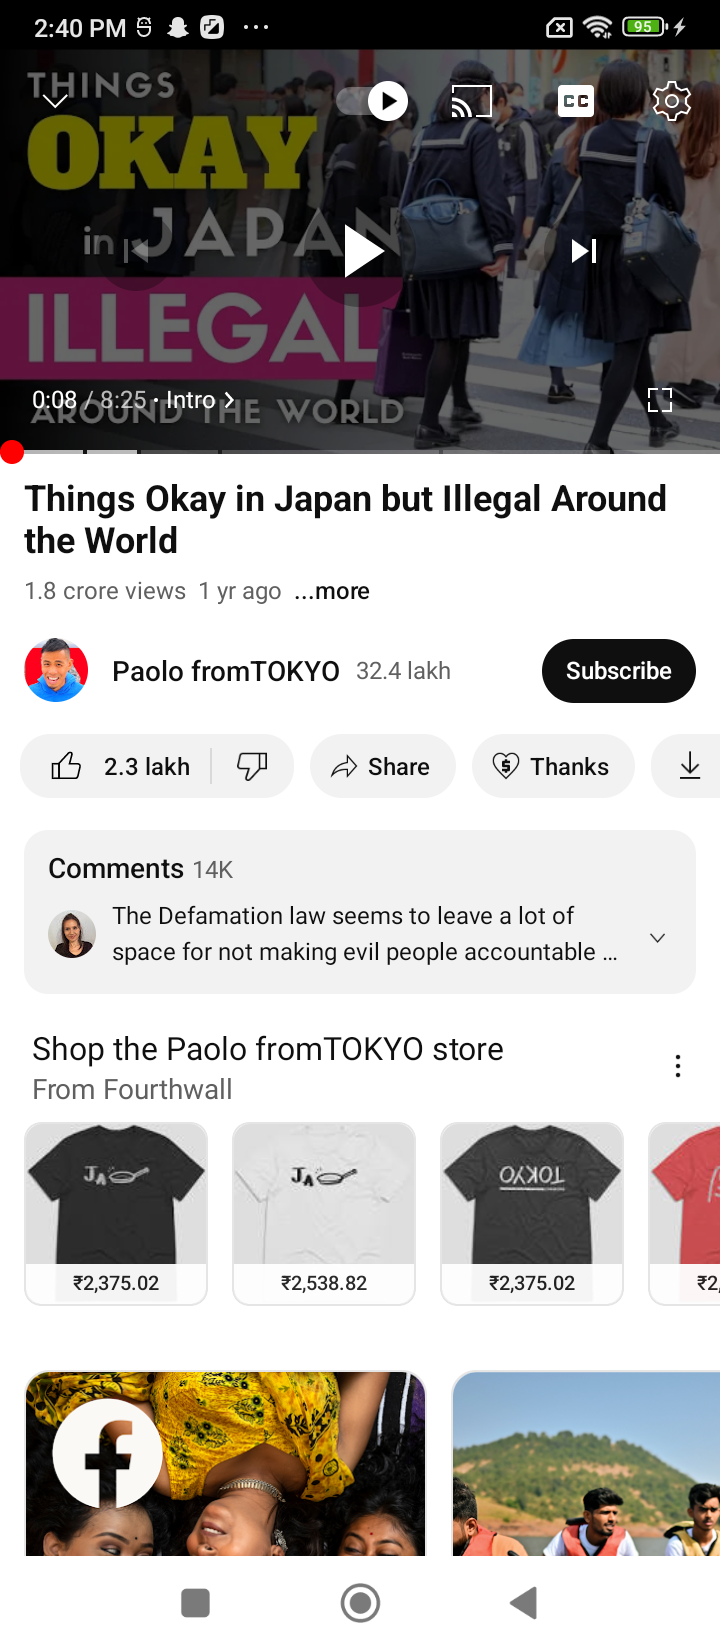 2:40 PM
95
THINGS
OKAY
in JAPAN
ILLEGAL
AROUND THE WORLD
CC
0:08 / 8:25 • Intro
Things Okay in Japan but Illegal Around
the World
1.8 crore views 1 yr ago ...more
Paolo fromTOKYO 32.4 lakh
Subscribe
2.3 lakh
Share
Thanks
Comments 14K
The Defamation law seems to leave a lot of
space for not making evil people accountable ...
Shop the Paolo fromTOKYO store
From Fourthwall
JA
JA
TOKYO
₹2,375.02
₹2,538.82
₹2,375.02
₹2,